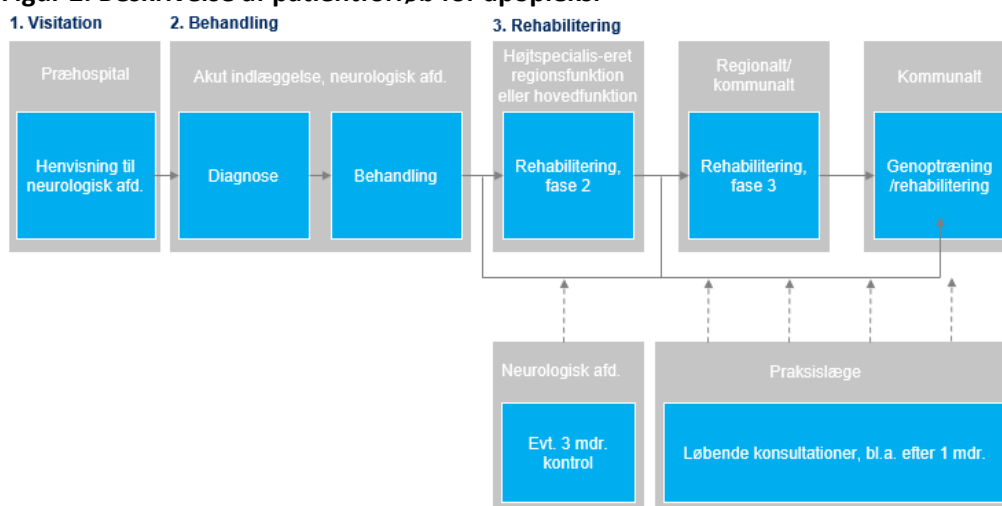 1. Visitation
2. Behandling
3. Rehabilitering
Præhospital
Akut indlæggelse, neurologisk afd.
Højtspecialis-eret
regionsfunktion
eller hovedfunktion
Regionalt/
kommunalt
Kommunalt
Henvisning til
neurologisk afd.
Diagnose
Behandling
Rehabilitering,
fase 2
Rehabilitering,
fase 3
Genoptræning
/rehabilitering
Neurologisk afd.
Praksislæge
Evt. 3 mdr.
kontrol
Løbende konsultationer, bl.a. efter 1 mdr.